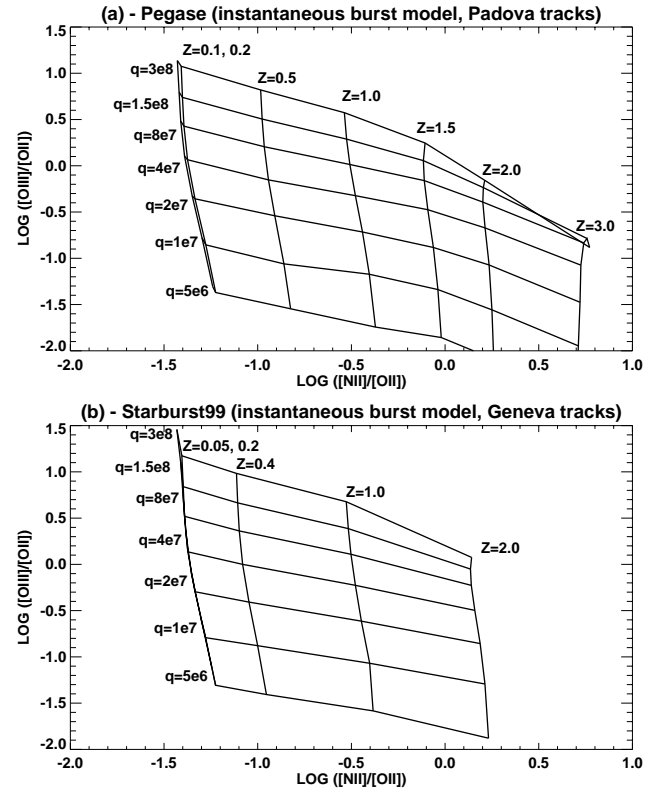 (a) - Pegase (instantaneous burst model, Padova tracks)
1.5
1.0
0.5
0.0
-0.5
-1.0
-1.5
-2.0
LOG ([OIII]/[OII])
Z=0.1, 0.2
Z=0.5
Z=1.0
Z=1.5
Z=2.0
Z=3.0
q=3e8
q=1.5e8
q=8e7
q=4e7
q=2e7
q=1e7
q=5e6
-2.0 -1.5 -1.0 -0.5 0.0 0.5 1.0
LOG ([NII]/[OII])
(b) - Starburst99 (instantaneous burst model, Geneva tracks)
1.5
1.0
0.5
0.0
-0.5
-1.0
-1.5
-2.0
LOG ([OIII]/[OII])
q=3e8
Z=0.05, 0.2
Z=0.4
Z=1.0
Z=2.0
q=1.5e8
q=8e7
q=4e7
q=2e7
q=1e7
q=5e6
-2.0 -1.5 -1.0 -0.5 0.0 0.5 1.0
LOG ([NII]/[OII])